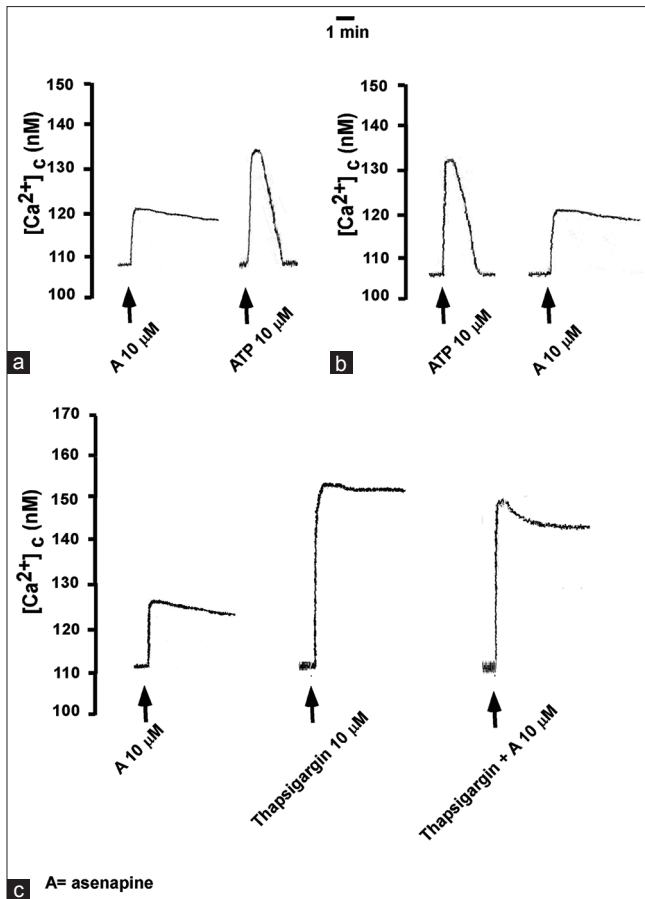 1 min
150
140
130
120
110
100
[Ca2+]c (nM)
A 10 µM
ATP 10 µM
a
150
140
130
120
110
100
[Ca2+]c (nM)
ATP 10 µM
A 10 µM
b
170
160
150
140
130
120
110
100
[Ca2+]c (nM)
A 10 µM
Thapsigargin 10 µM
Thapsigargin + A 10 µM
c
A= asenapine